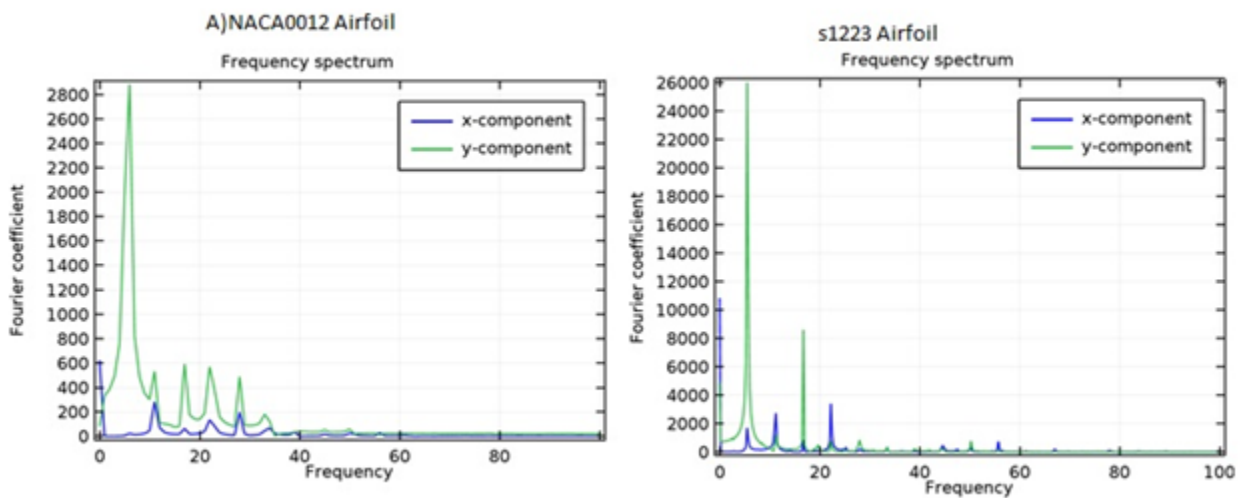 A)NACA0012 Airfoil
Frequency spectrum
2800
2600
2400
2200
2000
1800
1600
1400
1200
1000
800
600
400
200
0
Fourier coefficient
x-component
y-component
0 20 40 60 80
Frequency
s1223 Airfoil
Frequency spectrum
26000
24000
22000
20000
18000
16000
14000
12000
10000
8000
6000
4000
2000
0
Fourier coefficient
x-component
y-component
0 20 40 60 80 100
Frequency